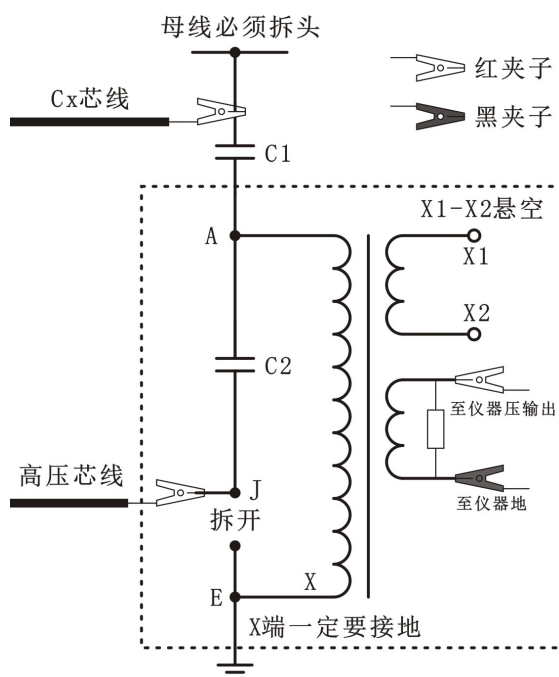 母线必须拆头
Cx芯线
红夹子
黑夹子
C1
X1-X2悬空
A
X1
X2
C2
至仪器压输出
高压芯线
J
拆开
至仪器地
E
X
X端一定要接地